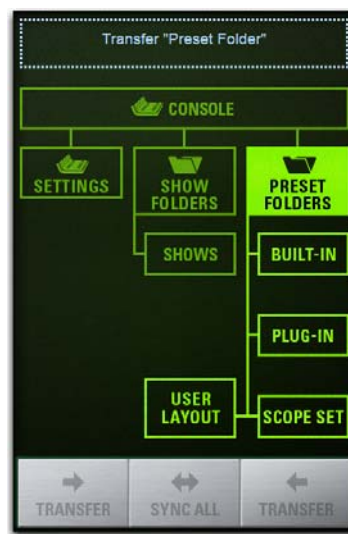 Transfer "Preset Folder"
CONSOLE
SETTINGS
SHOW
FOLDERS
PRESET
FOLDERS
SHOWS
BUILT-IN
PLUG-IN
USER
LAYOUT
SCOPE SET
TRANSFER
SYNC ALL
TRANSFER